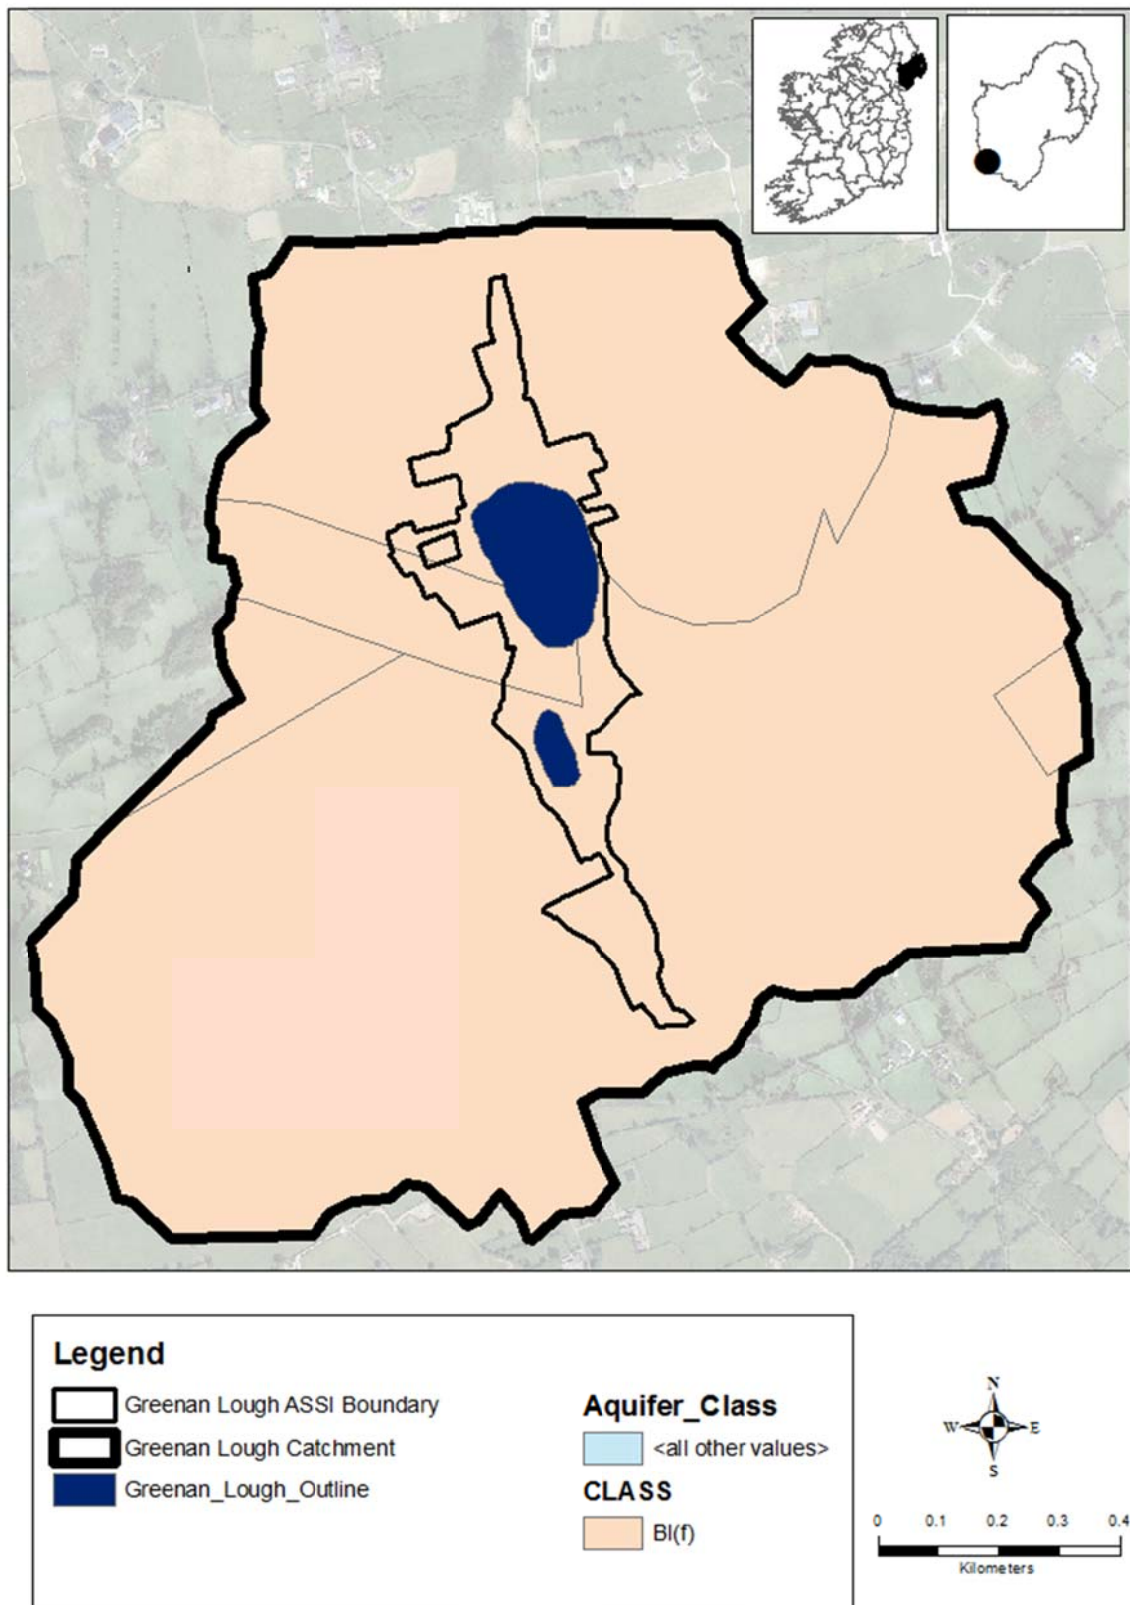 Legend
Greenan Lough ASSI Boundary
Greenan Lough Catchment
Greenan_Lough_Outline
Aquifer_Class
<all other values>
CLASS
Bl(f)
N
W E
S
0 0.1 0.2 0.3 0.4
Kilometers